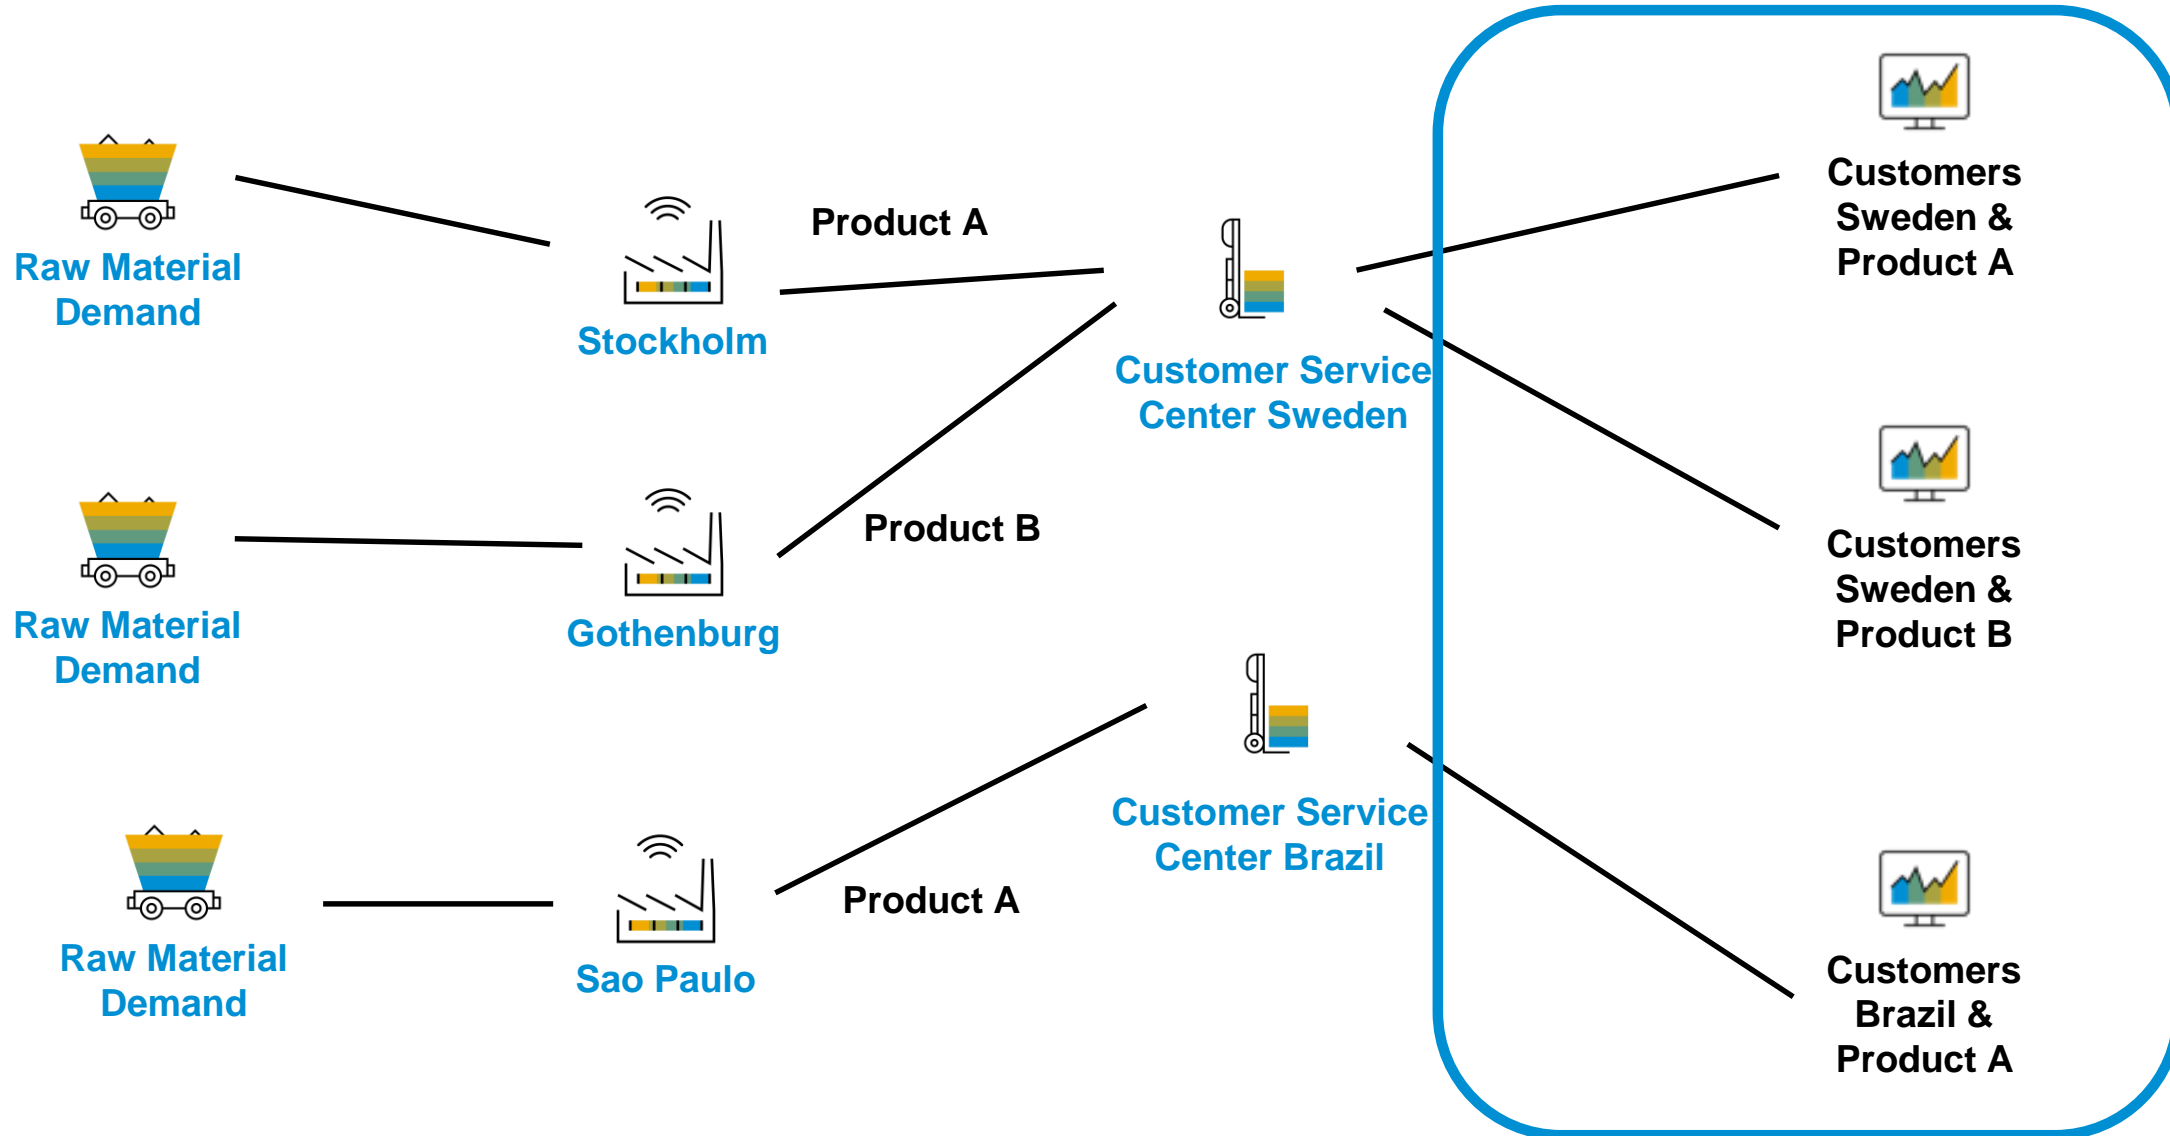 Raw Material
Demand
Stockholm
Product A
Customer Service
Center Sweden
Customers
Sweden &
Product A
Raw Material
Demand
Gothenburg
Product B
Customers
Sweden &
Product B
Raw Material
Demand
Sao Paulo
Product A
Customer Service
Center Brazil
Customers
Brazil &
Product A